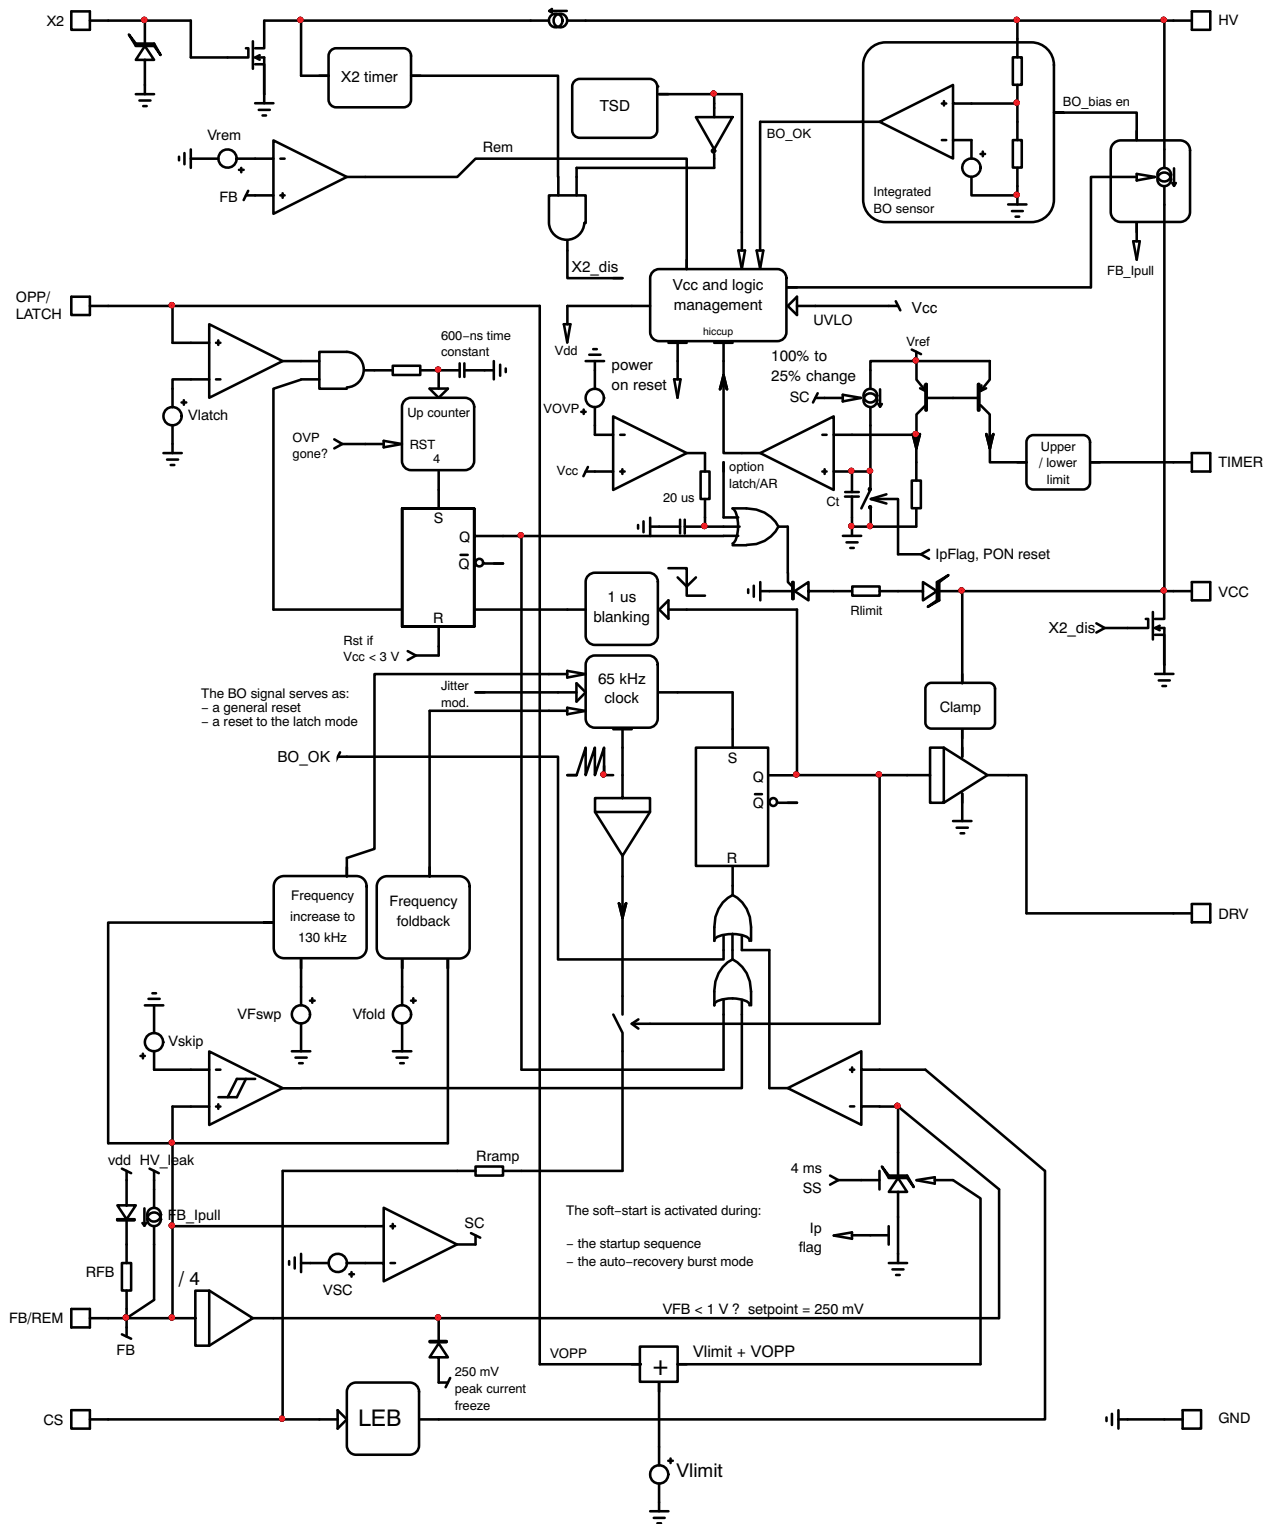 X2
HV
X2 timer
TSD
BO_bias en
BO_OK
Vrem
Rem
FB
Integrated
BO sensor
X2_dis
FB_Ipull
OPP/
LATCH
Vcc and logic
management
hiccup
UVLO
Vcc
Vdd
600-ns time
constant
power
on reset
100% to
25% change
SC
Vref
VOVP
Vlatch
Up counter
RST
4
OVP
gone?
Vcc
option
latch/AR
20 us
Ct
Upper
/ lower
limit
TIMER
S
Q
Q
R
IpFlag, PON reset
1 us
blanking
Rlimit
VCC
X2_dis
Rst if
Vcc < 3 V
65 kHz
clock
Jitter
mod.
The BO signal serves as:
– a general reset
– a reset to the latch mode
Clamp
BO_OK
S
Q
Q
R
Frequency
increase to
130 kHz
Frequency
foldback
DRV
VFswp
Vfold
Vskip
vdd
HV_leak
FB_Ipull
Rramp
4 ms
SS
The soft-start is activated during:
– the startup sequence
– the auto-recovery burst mode
Ip
flag
SC
VSC
RFB
/ 4
FB/REM
FB
VFB < 1 V ? setpoint = 250 mV
VOPP
+
Vlimit + VOPP
250 mV
peak current
freeze
CS
LEB
GND
Vlimit